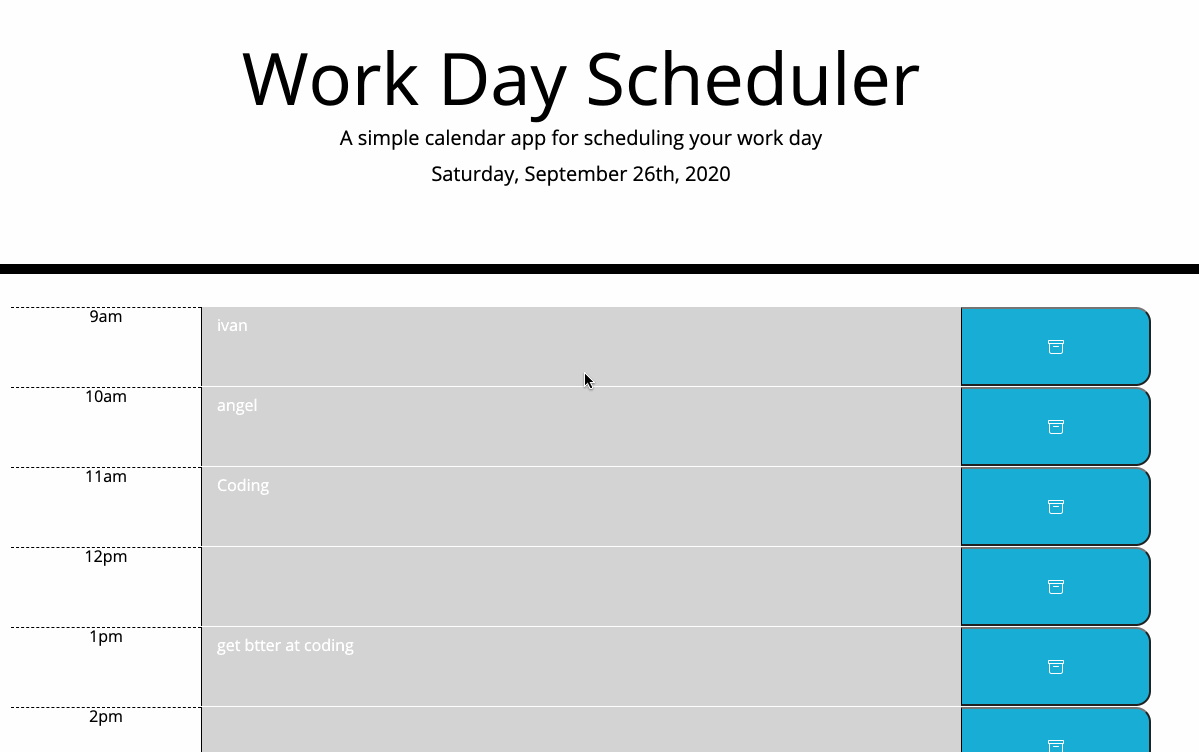 Work Day Scheduler
A simple calendar app for scheduling your work day
Saturday, September 26th, 2020
9am
ivan
10am
angel
11am
Coding
12pm
1pm
get btter at coding
2pm